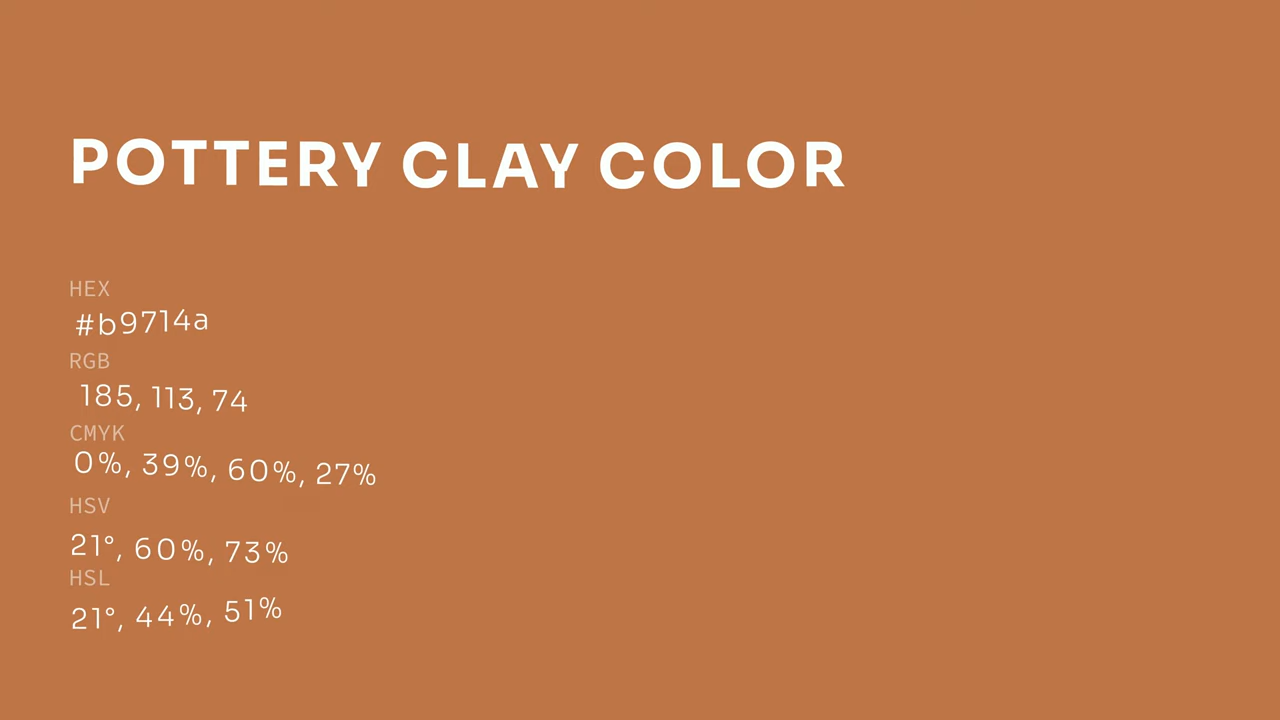 POTTERY CLAY COLOR
HEX
#b9714a
RGB
185, 113, 74
CMYK
0%, 39%, 60%, 27%
HSV
21°, 60%, 73%
HSL
21°, 44%, 51%